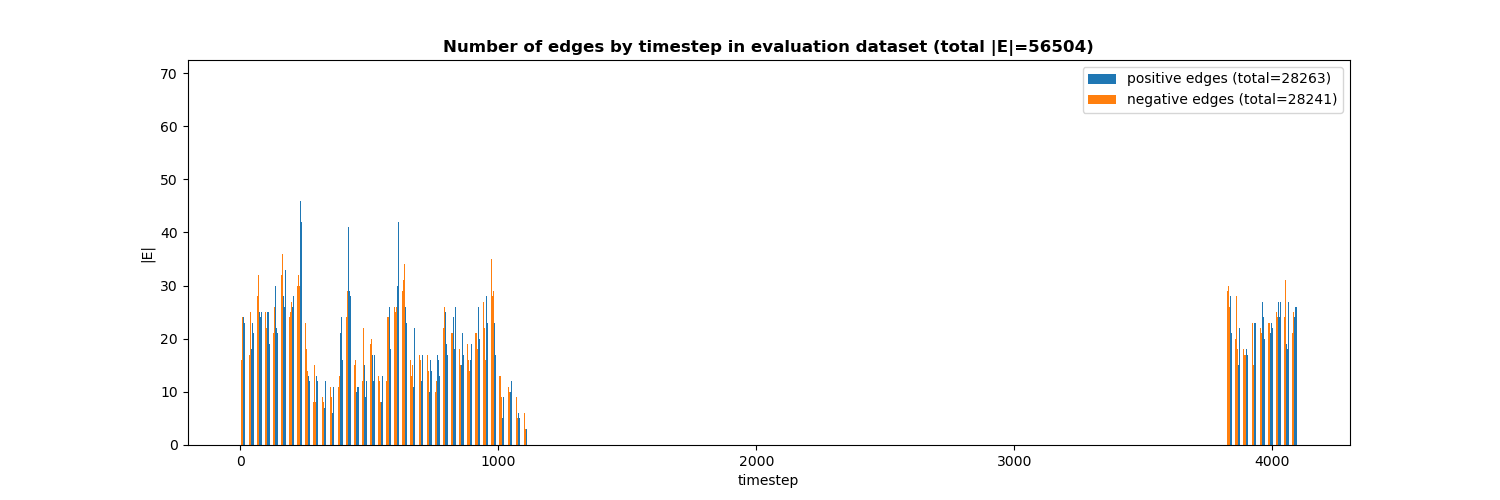 Number of edges by timestep in evaluation dataset (total |E|=56504)
positive edges (total=28263)
negative edges (total=28241)
|E|
70
60
50
40
30
20
10
0
0 1000 2000 3000 4000
timestep